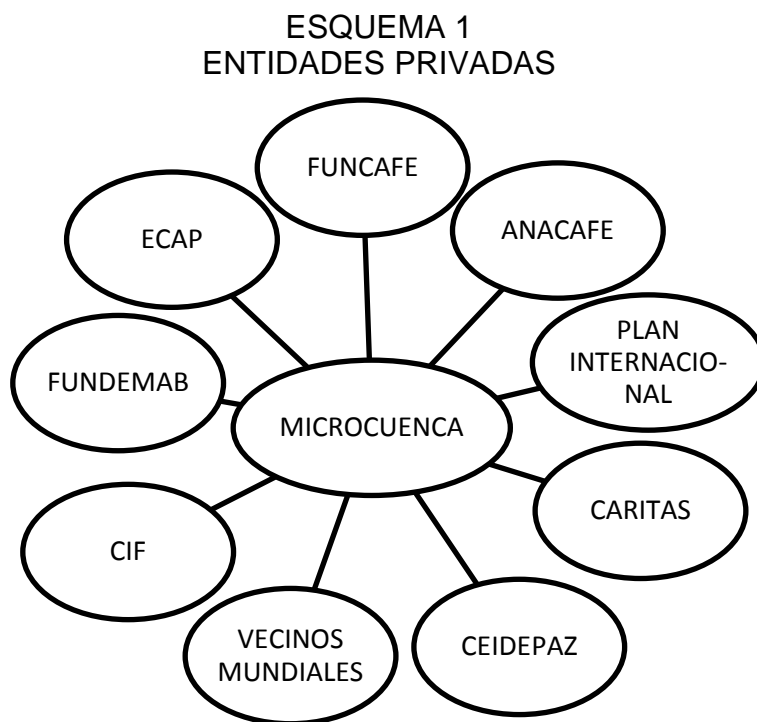 ESQUEMA 1
ENTIDADES PRIVADAS
FUNCAFE
ANACAFE
ECAP
PLAN
INTERNACIO-
NAL
FUNDEMAB
MICROCUENCA
CARITAS
CIF
VECINOS
MUNDIALES
CEIDEPAZ